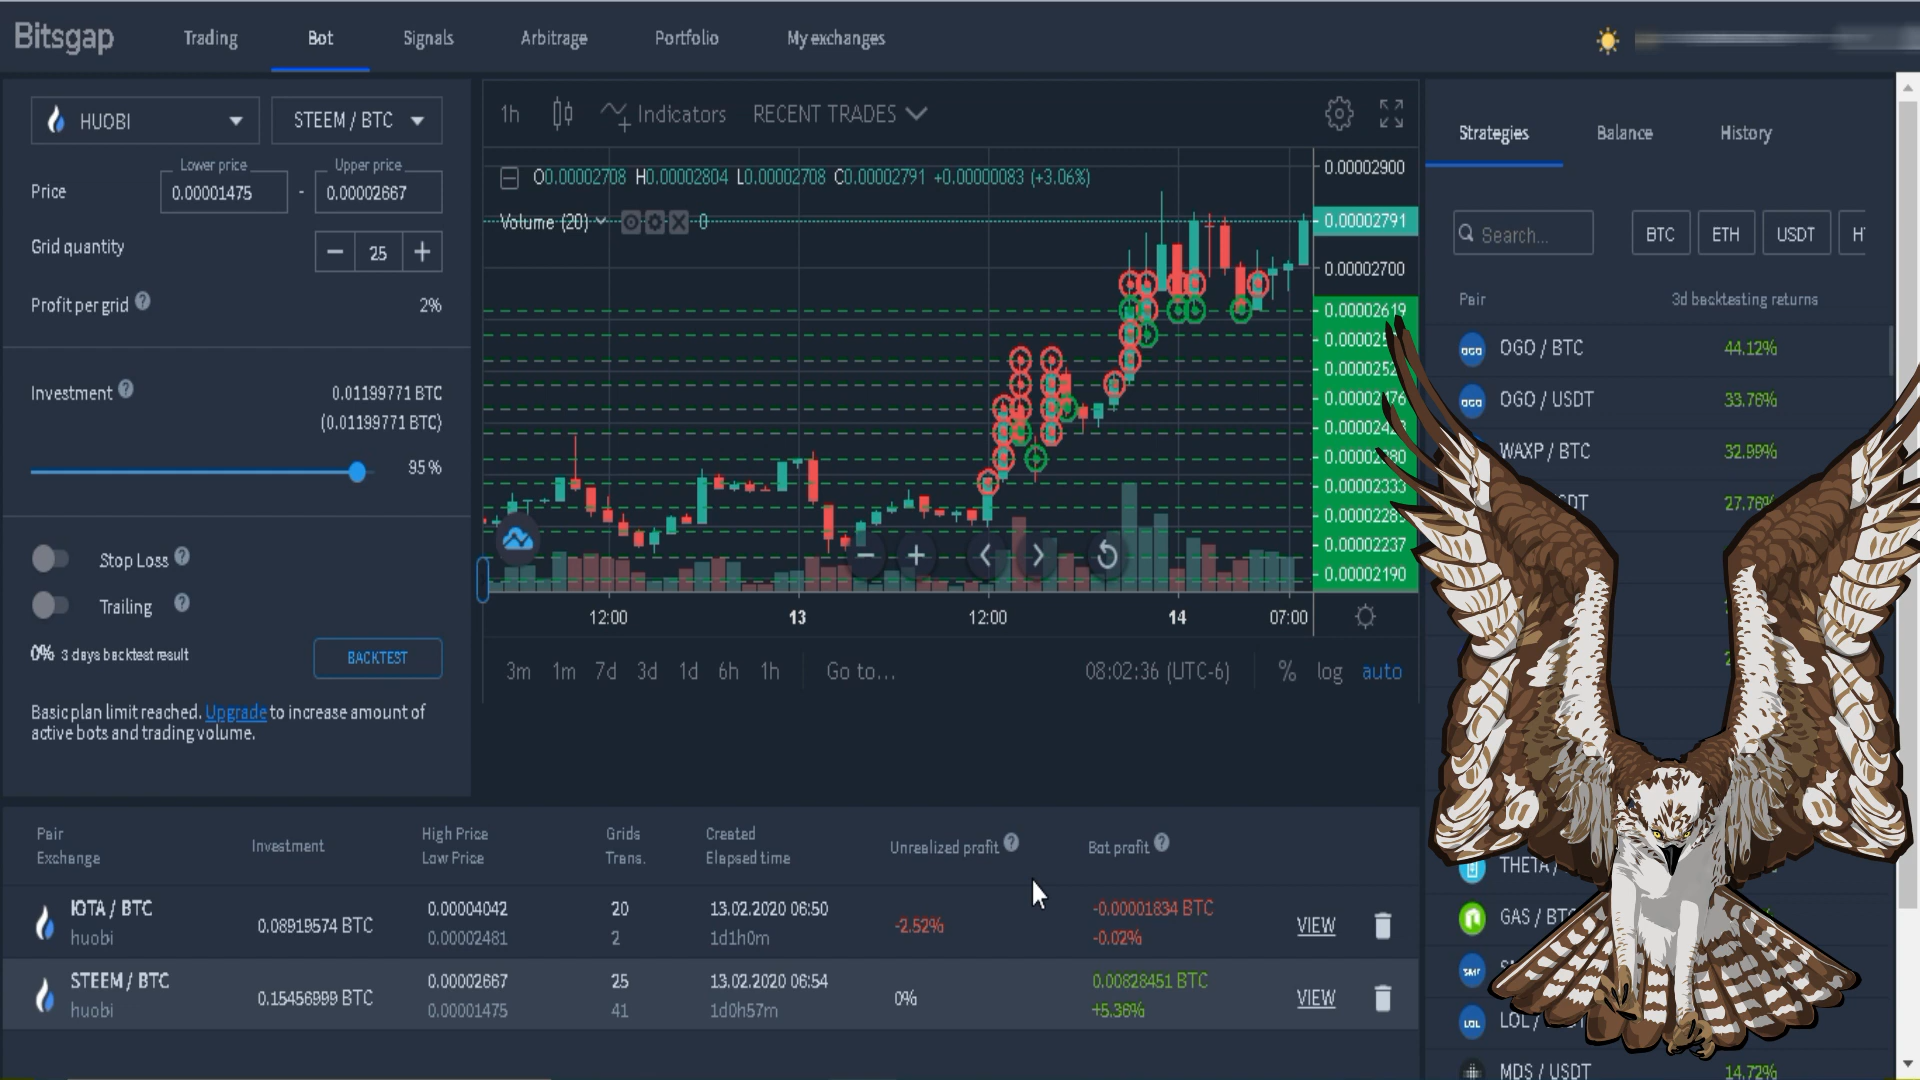 Bitsgap
Trading Bot Signals Arbitrage Portfolio My exchanges
HUOBI STEEM / BTC
Lower price Upper price
Price 0.00001475 - 0.00002667
Grid quantity 25
Profit per grid 2%
Investment 0.01199771 BTC
(0.01199771 BTC)
95 %
Stop Loss
Trailing
0% 3 days backtest result BACKTEST
Basic plan limit reached. Upgrade to increase amount of
active bots and trading volume.
1h Indicators RECENT TRADES
O0.00002708 H0.00002804 L0.00002708 C0.00002791 +0.00000083 (+3.06%)
Volume (20) 0
0.00002900
0.00002791
0.00002700
0.00002619
0.00002476
0.00002380
0.00002333
0.00002237
0.00002190
12:00 13 12:00 14 07:00
3m 1m 7d 3d 1d 6h 1h Go to... 08:02:36 (UTC-6) % log auto
Strategies Balance History
Search... BTC ETH USDT
Pair 3d backtesting returns
OGO / BTC 44.12%
OGO / USDT 33.76%
WAXP / BTC 32.99%
THETA /
GAS / BTC
LOL /
MDS / USDT 14.72%
Pair Investment High Price Grids Created Unrealized profit Bot profit
Exchange Low Price Trans. Elapsed time
IOTA / BTC 0.08919574 BTC 0.00004042 20 13.02.2020 06:50 -2.52% -0.00001834 BTC VIEW
huobi 0.00002481 2 1d1h0m -0.02%
STEEM / BTC 0.15456999 BTC 0.00002667 25 13.02.2020 06:54 0% 0.00828451 BTC VIEW
huobi 0.00001475 41 1d0h57m +5.36%